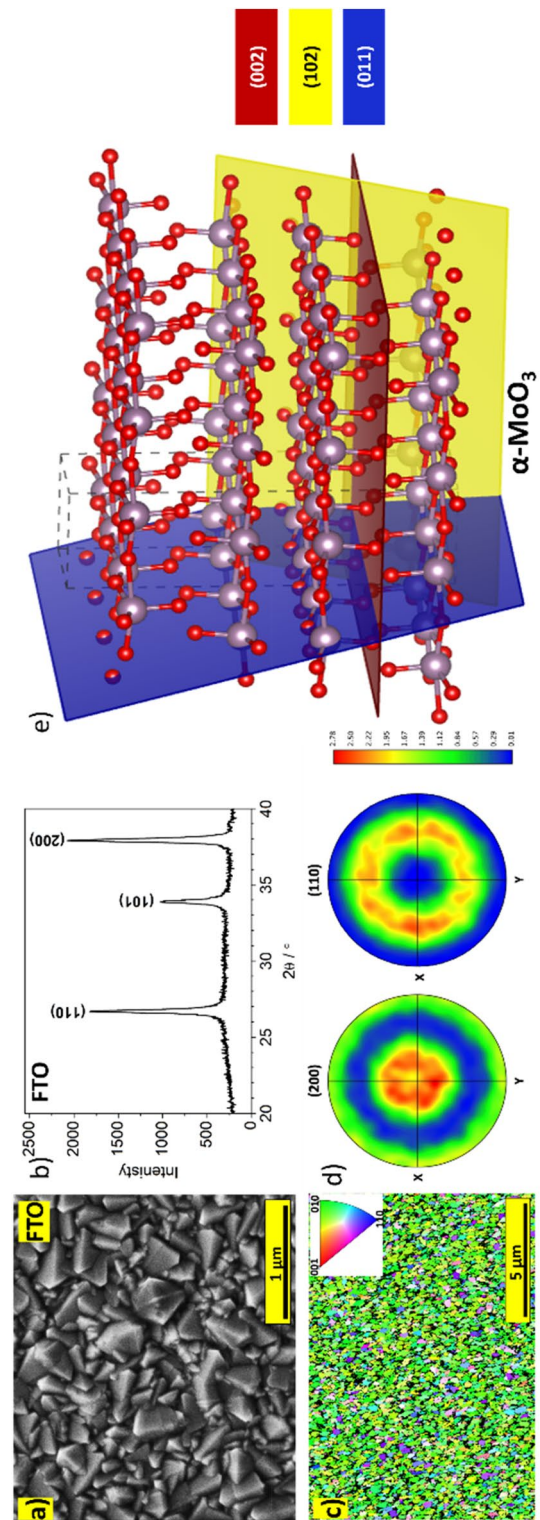 a)
FTO
1 µm
b)
FTO
Intenisty
2500
2000
1500
1000
500
0
(110)
(101)
(200)
20
25
30
35
40
2θ / °
c)
001
010
110
5 µm
d)
(200)
X
Y
(110)
X
Y
2.78
2.50
2.22
1.95
1.67
1.39
1.12
0.84
0.57
0.29
0.01
e)
α-MoO₃
(002)
(102)
(011)